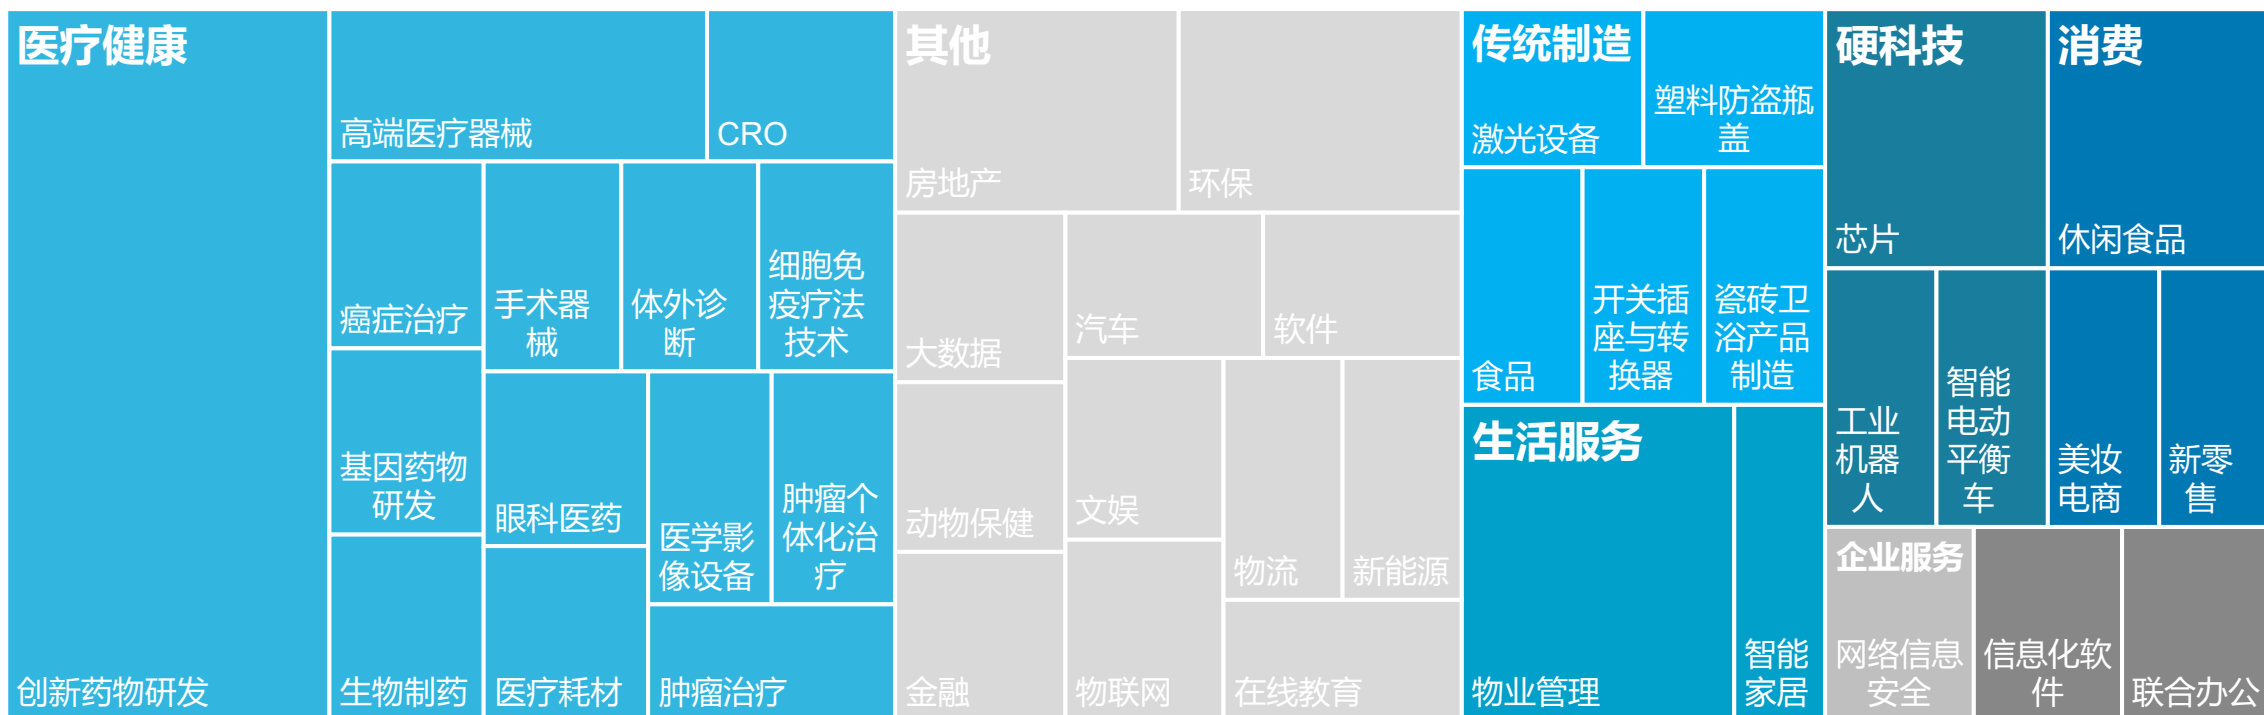 医疗健康
创新药物研发
高端医疗器械
CRO
癌症治疗
手术器
械
体外诊
断
细胞免
疫疗法
技术
基因药物
研发
眼科医药
医学影
像设备
肿瘤个
体化治
疗
生物制药
医疗耗材
肿瘤治疗
其他
房地产
环保
大数据
汽车
软件
动物保健
文娱
物流
新能源
金融
物联网
在线教育
传统制造
激光设备
塑料防盗瓶
盖
食品
开关插
座与转
换器
瓷砖卫
浴产品
制造
生活服务
物业管理
智能
家居
硬科技
芯片
工业
机器
人
智能
电动
平衡
车
消费
休闲食品
美妆
电商
新零
售
企业服务
网络信息
安全
信息化软
件
联合办公